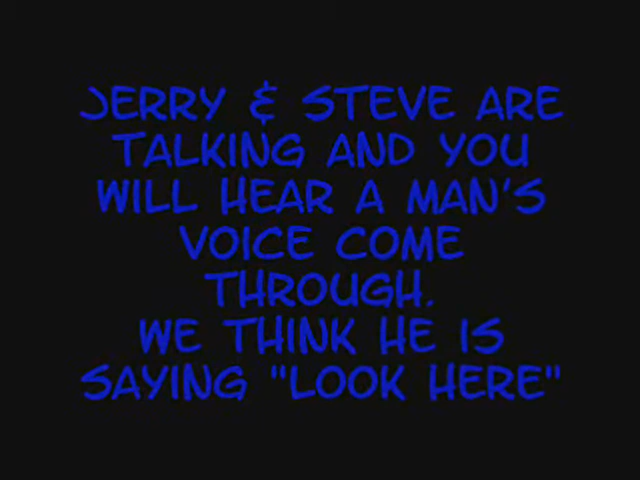 JERRY & STEVE ARE
TALKING AND YOU
WILL HEAR A MAN'S
VOICE COME
THROUGH.
WE THINK HE IS
SAYING "LOOK HERE"